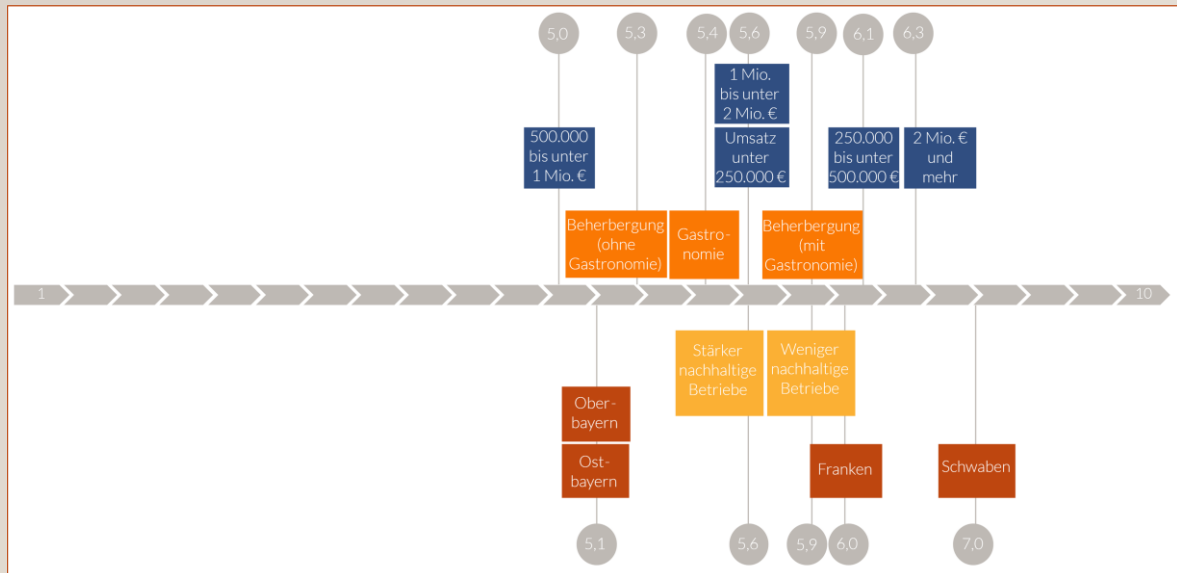 5,0
5,3
5,4
5,6
5,9
6,1
6,3
1 Mio.
bis unter
2 Mio. €
500.000
bis unter
1 Mio. €
Umsatz
unter
250.000 €
250.000
bis unter
500.000 €
2 Mio. €
und
mehr
Beherbergung
(ohne
Gastronomie)
Gastro-
nomie
Beherbergung
(mit
Gastronomie)
1
10
Stärker
nachhaltige
Betriebe
Weniger
nachhaltige
Betriebe
Ober-
bayern
Ost-
bayern
Franken
Schwaben
5,1
5,6
5,9
6,0
7,0